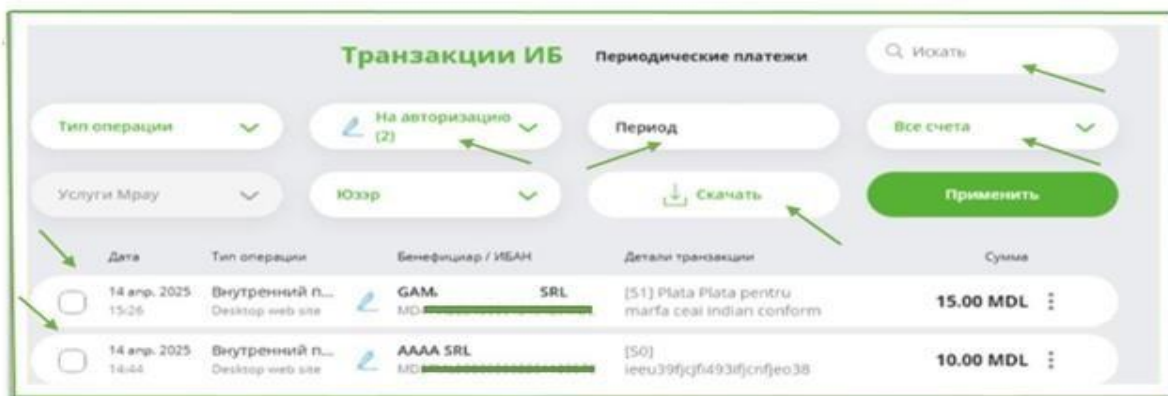 Транзакции ИБ Периодические платежи Искать
Тип операции На авторизацию (2) Период Все счета
Услуги Mpay Юзэр Скачать Применить
Дата Тип операции Бенефициар / ИБАН Детали транзакции Сумма
14 апр. 2025 Внутренний п... GAM. SRL [S1] Plata Plata pentru 15.00 MDL
15:26 Desktop web site MD marfa ceai indian conform
14 апр. 2025 Внутренний п... AAAA SRL [S0] 10.00 MDL
14:44 Desktop web site MD